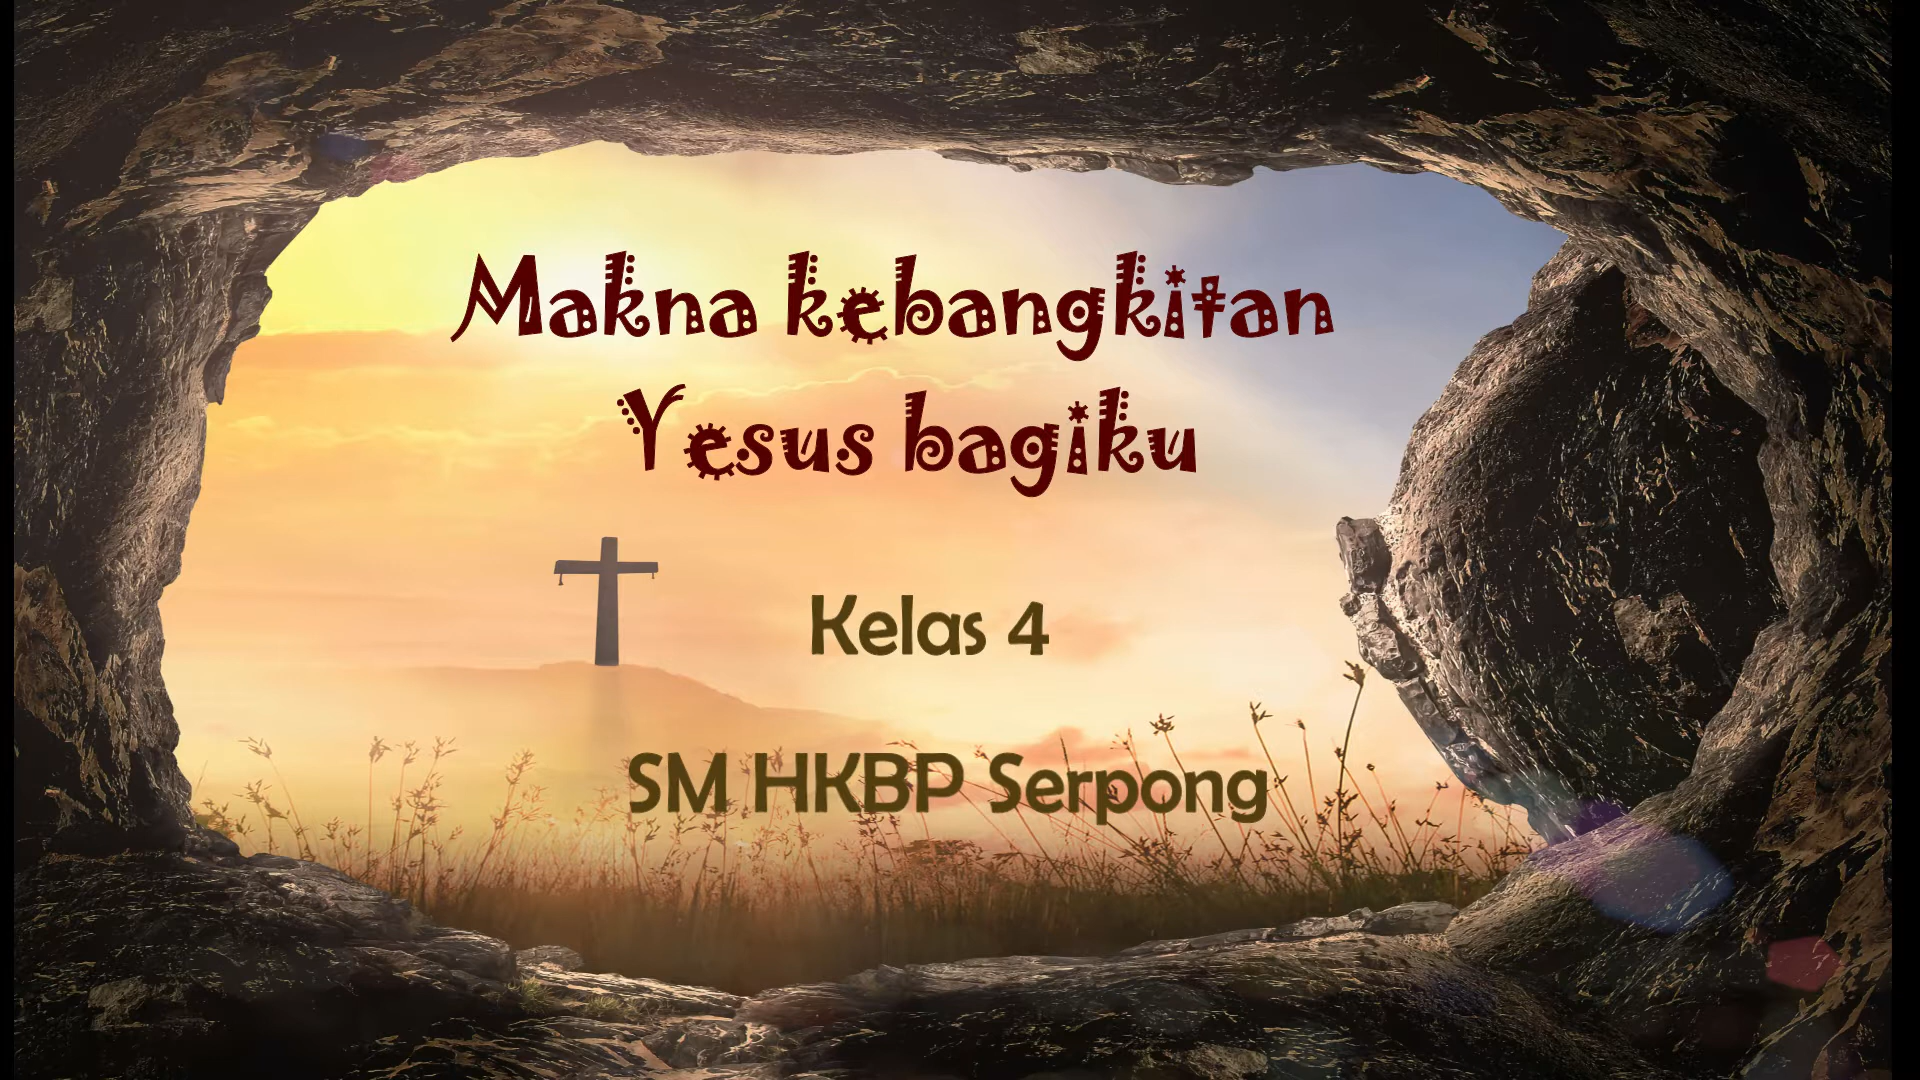 Makna kebangkitan
Yesus bagiku
Kelas 4
SM HKBP Serpong